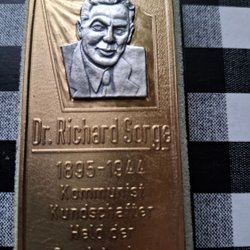 Dr. Richard Sorge
1895-1944
Kommunist
Kundschafter
Held der